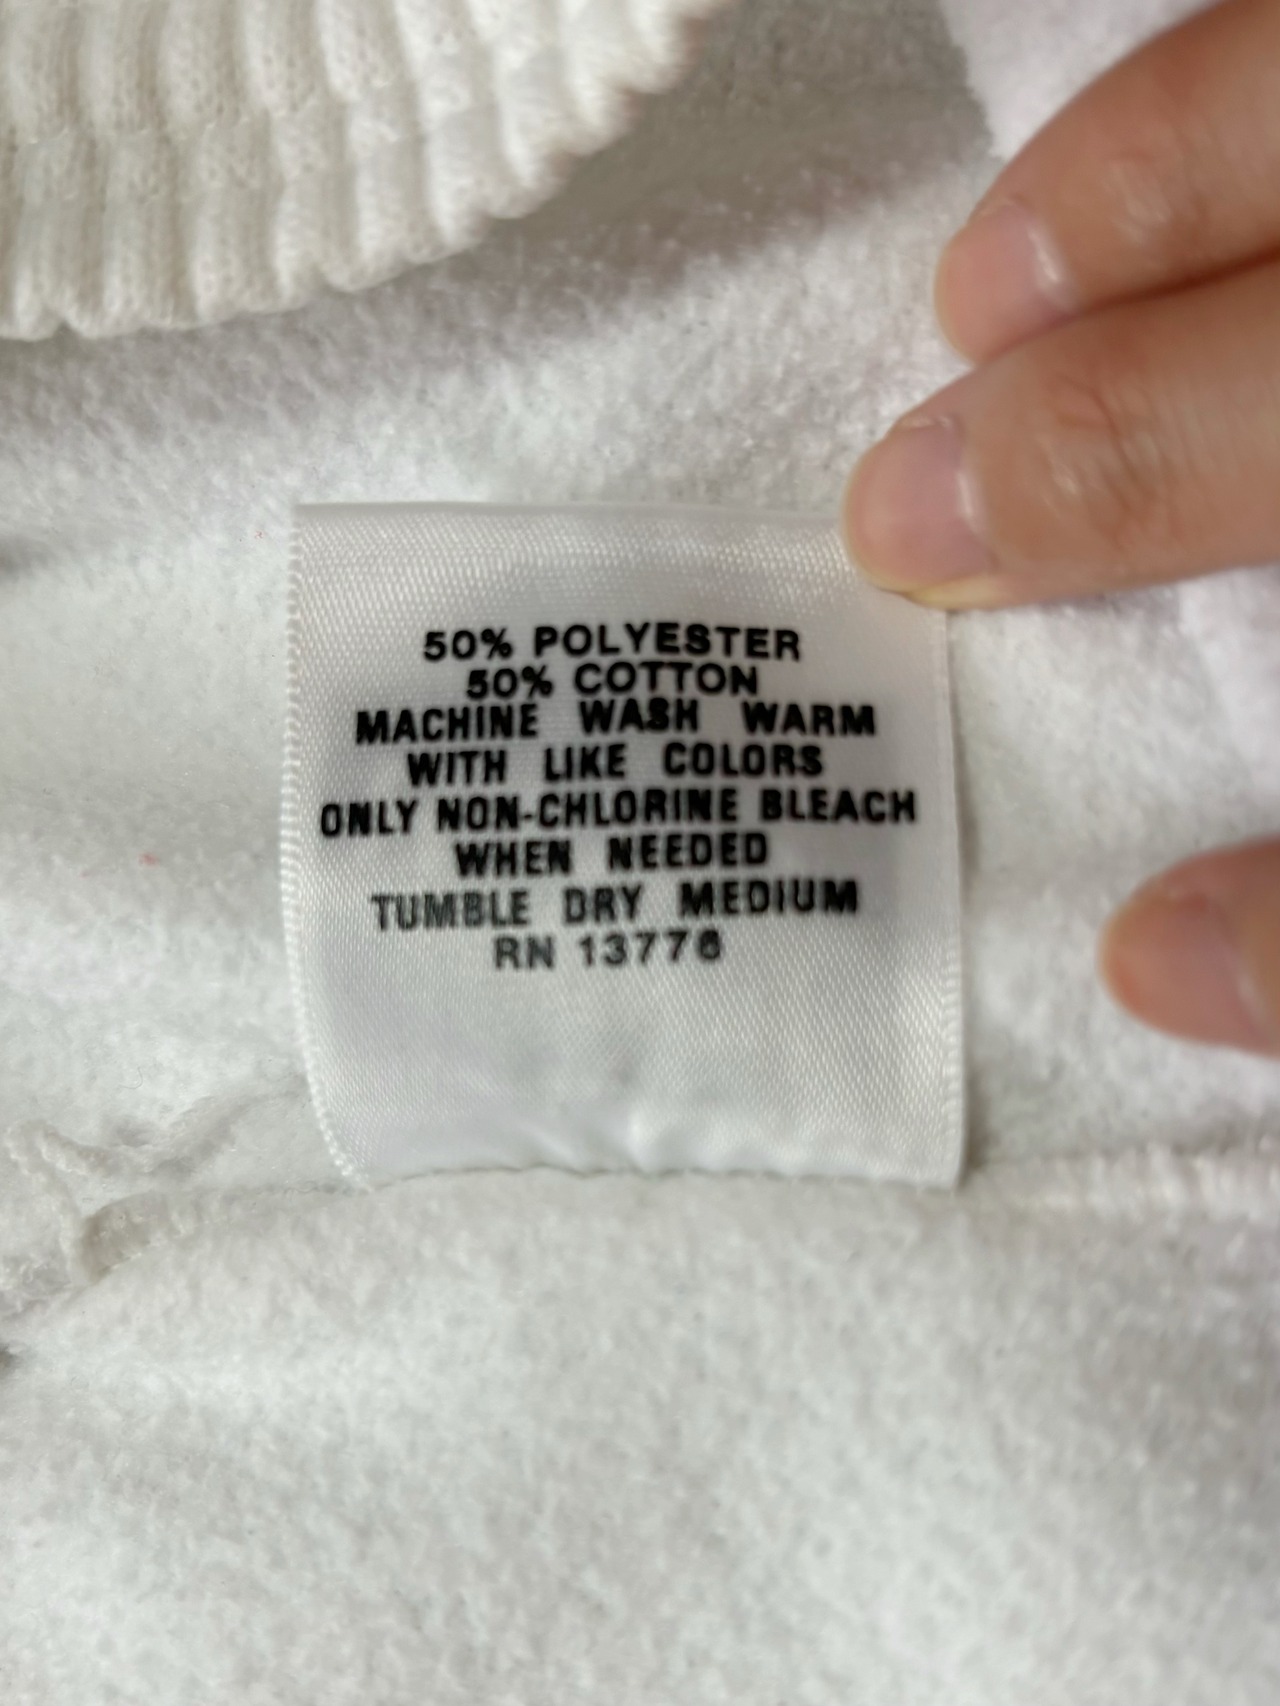 50% POLYESTER
50% COTTON
MACHINE WASH WARM
WITH LIKE COLORS
ONLY NON-CHLORINE BLEACH
WHEN NEEDED
TUMBLE DRY MEDIUM
RN 13776